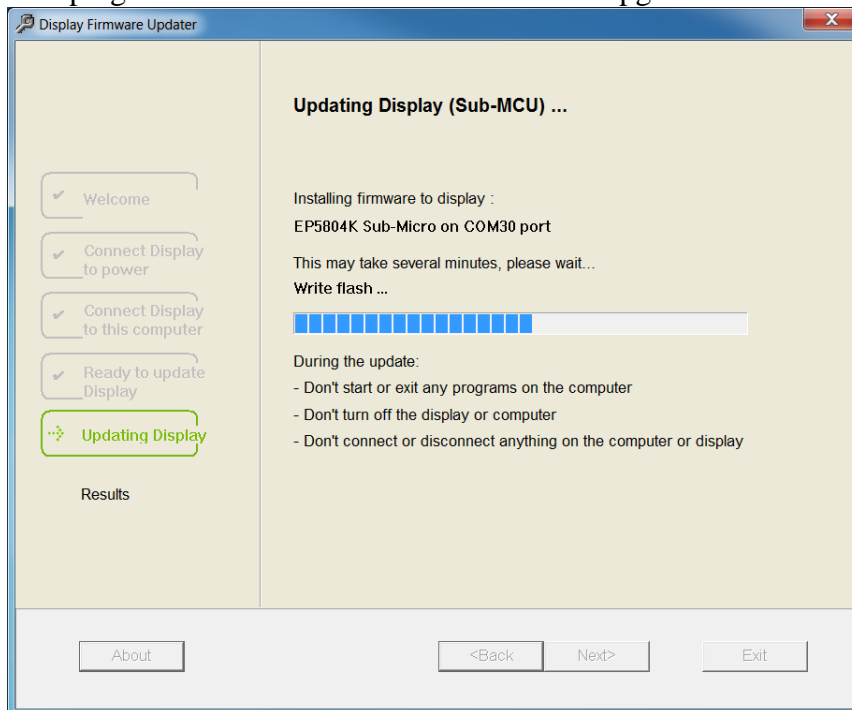 Display Firmware Updater
Updating Display (Sub-MCU) ...
Welcome
Connect Display
to power
Connect Display
to this computer
Ready to update
Display
Updating Display
Results
Installing firmware to display :
EP5804K Sub-Micro on COM30 port
This may take several minutes, please wait...
Write flash ...
During the update:
- Don't start or exit any programs on the computer
- Don't turn off the display or computer
- Don't connect or disconnect anything on the computer or display
About
<Back
Next>
Exit